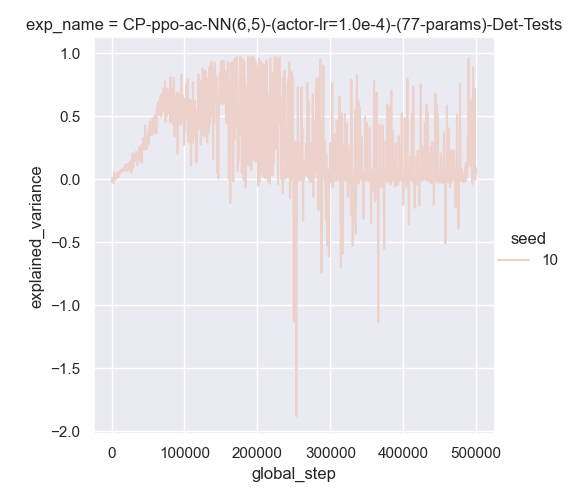 exp_name = CP-ppo-ac-NN(6,5)-(actor-lr=1.0e-4)-(77-params)-Det-Tests
1.0
0.5
0.0
−0.5
−1.0
−1.5
−2.0
explained_variance
0 100000 200000 300000 400000 500000
global_step
seed
10